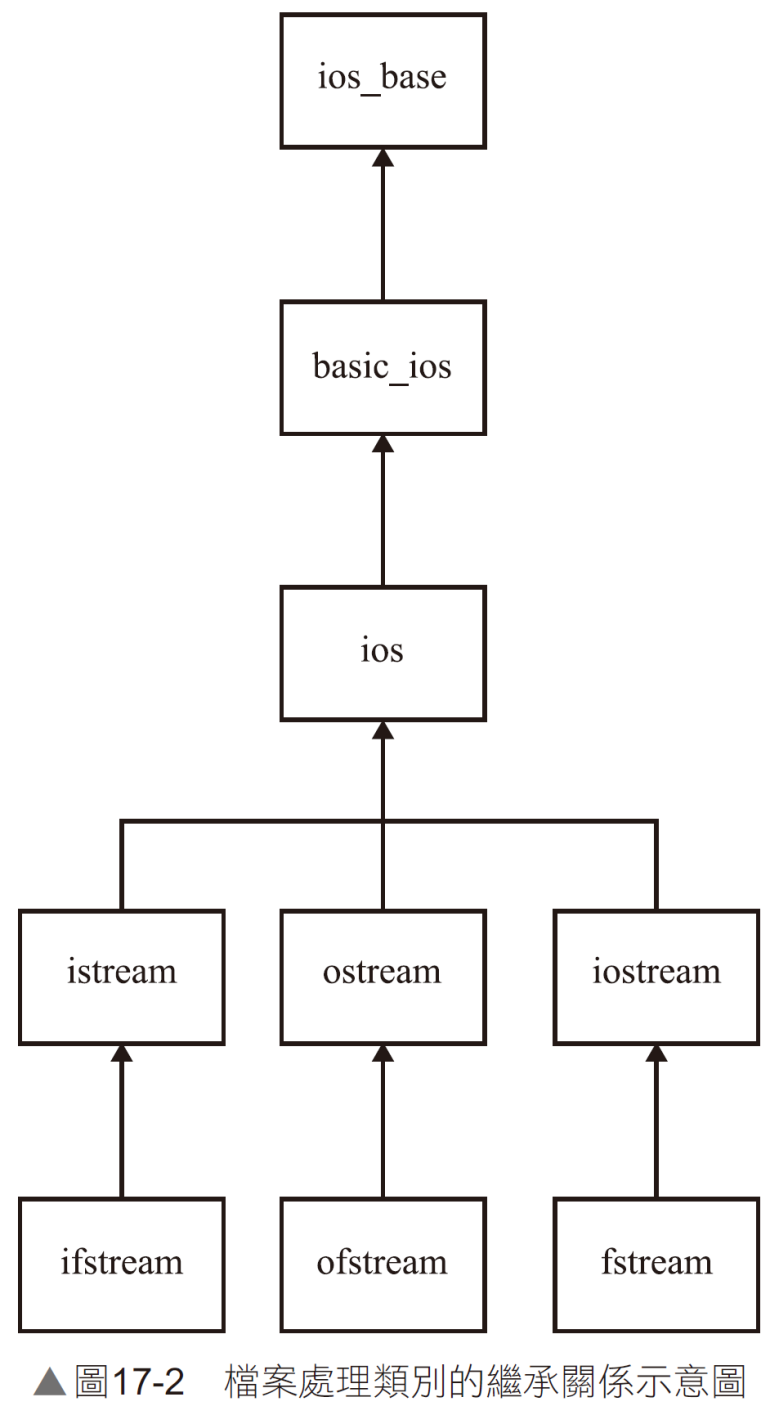 ios_base
basic_ios
ios
istream ostream iostream
ifstream ofstream fstream
▲圖17-2 檔案處理類別的繼承關係示意圖